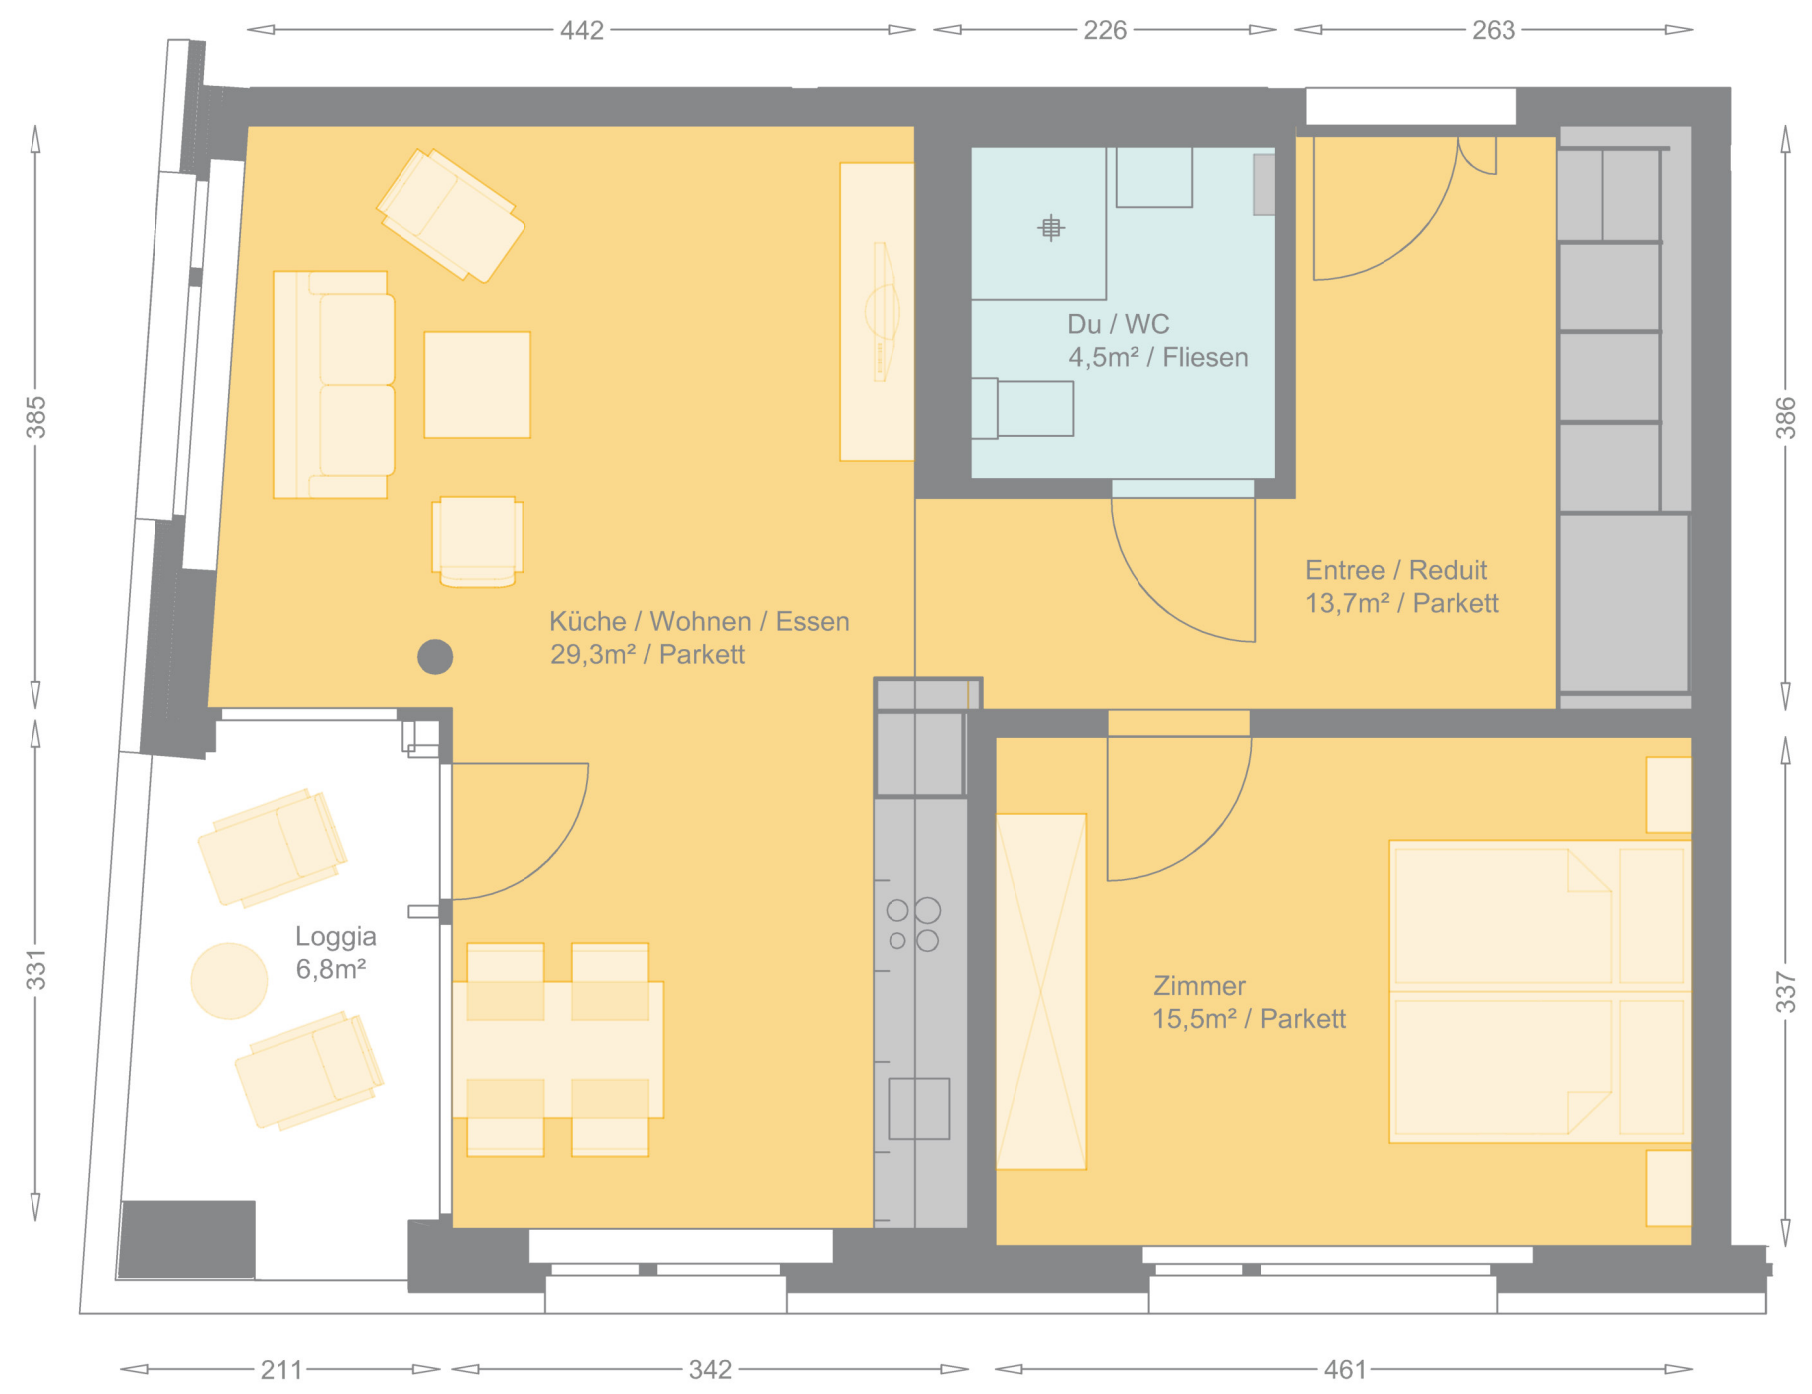 442
226
263
385
386
Du / WC
4,5m² / Fliesen
Entree / Reduit
13,7m² / Parkett
Küche / Wohnen / Essen
29,3m² / Parkett
Loggia
6,8m²
Zimmer
15,5m² / Parkett
331
337
211
342
461